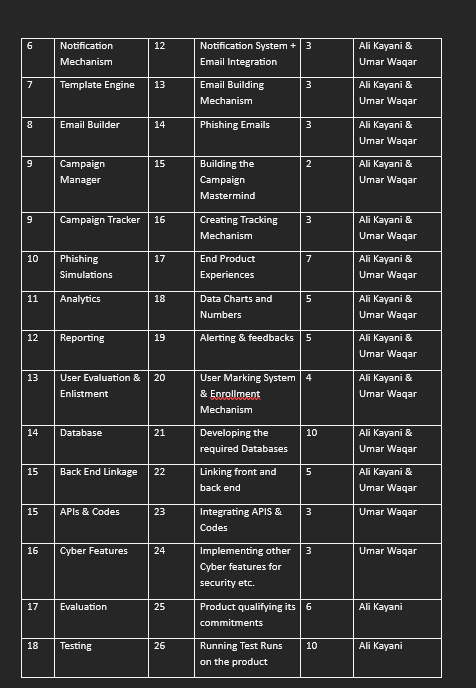 6 Notification 12 Notification System + 3 Ali Kayani &
Mechanism Email Integration Umar Waqar
7 Template Engine 13 Email Building 3 Ali Kayani &
Mechanism Umar Waqar
8 Email Builder 14 Phishing Emails 3 Ali Kayani &
Umar Waqar
9 Campaign 15 Building the 2 Ali Kayani &
Manager Campaign Umar Waqar
Mastermind
9 Campaign Tracker 16 Creating Tracking 3 Ali Kayani &
Mechanism Umar Waqar
10 Phishing 17 End Product 7 Ali Kayani &
Simulations Experiences Umar Waqar
11 Analytics 18 Data Charts and 5 Ali Kayani &
Numbers Umar Waqar
12 Reporting 19 Alerting & feedbacks 5 Ali Kayani &
Umar Waqar
13 User Evaluation & 20 User Marking System 4 Ali Kayani &
Enlistment & Enrollment Umar Waqar
Mechanism
14 Database 21 Developing the 10 Ali Kayani &
required Databases Umar Waqar
15 Back End Linkage 22 Linking front and 5 Ali Kayani &
back end Umar Waqar
15 APIs & Codes 23 Integrating APIS & 3 Umar Waqar
Codes
16 Cyber Features 24 Implementing other 3 Umar Waqar
Cyber features for
security etc.
17 Evaluation 25 Product qualifying its 6 Ali Kayani
commitments
18 Testing 26 Running Test Runs 10 Ali Kayani
on the product